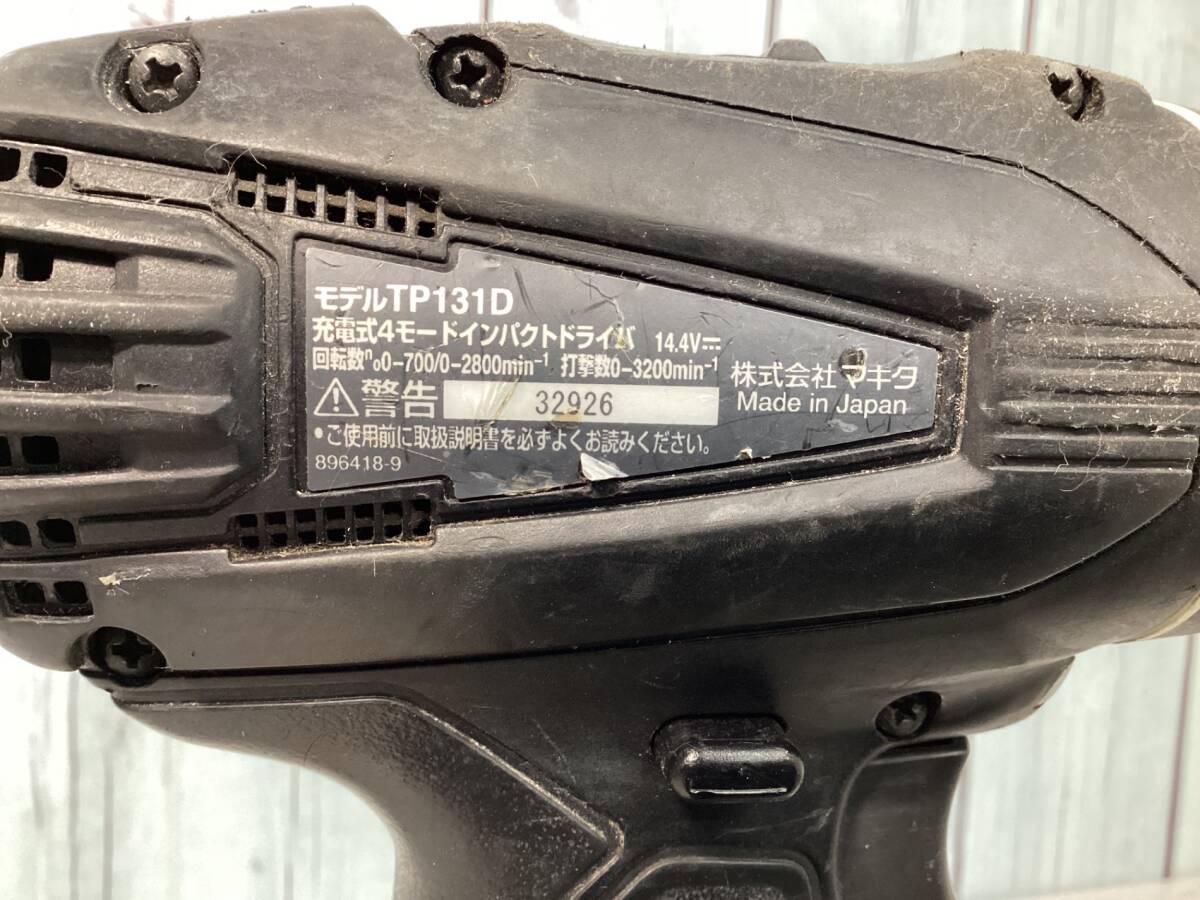 モデルTP131D
充電式4モードインパクトドライバ 14.4V⎓
回転数n₀0-700/0-2800min⁻¹ 打撃数0-3200min⁻¹
警告 32926
株式会社マキタ
Made in Japan
•ご使用前に取扱説明書を必ずよくお読みください。
896418-9